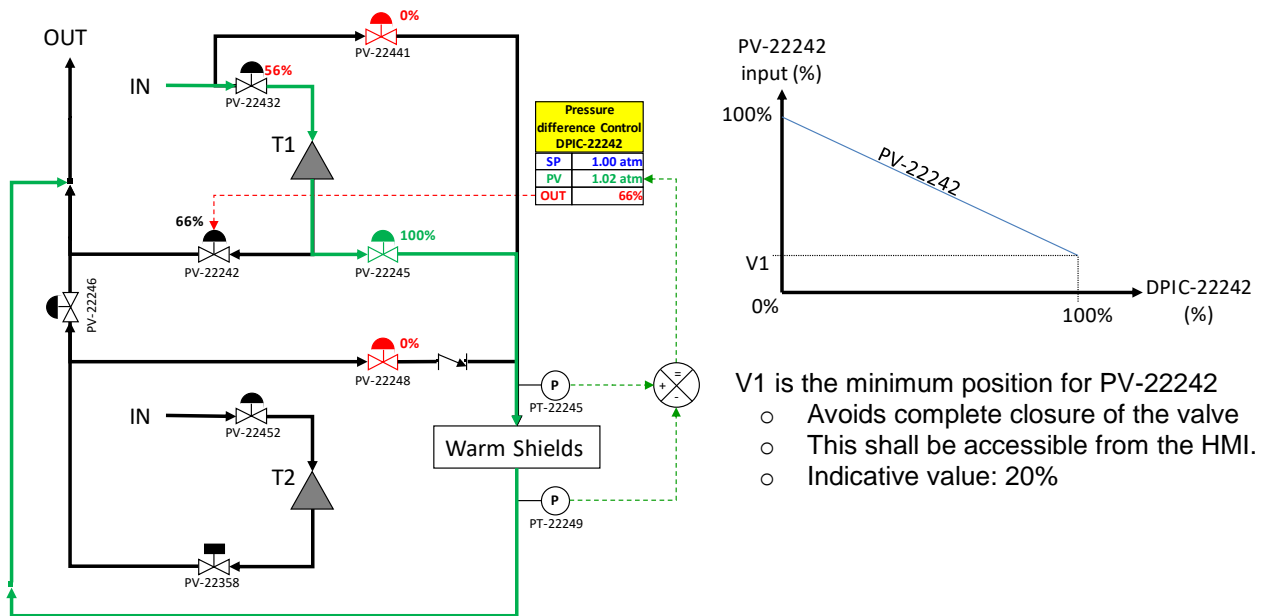 0%
OUT
PV-22441
IN
56%
PV-22432
T1
Pressure
difference Control
DPIC-22242
SP 1.00 atm
PV 1.02 atm
OUT 66%
66%
100%
PV-22242
PV-22245
PV-22246
0%
PV-22248
P
PT-22245
+ = -
IN
PV-22452
Warm Shields
T2
P
PT-22249
PV-22358
PV-22242
input (%)
100%
PV-22242
V1
0%
100%
DPIC-22242
(%)
V1 is the minimum position for PV-22242
o Avoids complete closure of the valve
o This shall be accessible from the HMI.
o Indicative value: 20%